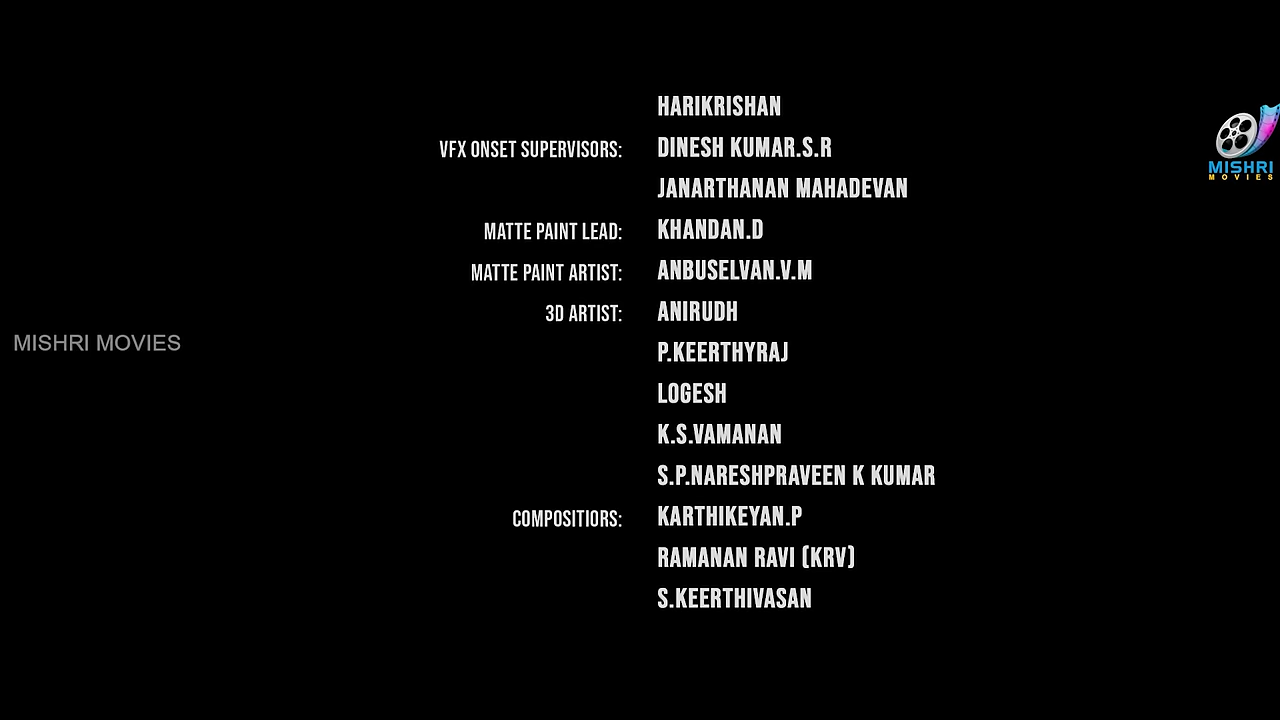 HARIKRISHAN
VFX ONSET SUPERVISORS: DINESH KUMAR.S.R
JANARTHANAN MAHADEVAN
MATTE PAINT LEAD: KHANDAN.D
MATTE PAINT ARTIST: ANBUSELVAN.V.M
3D ARTIST: ANIRUDH
P.KEERTHYRAJ
LOGESH
K.S.VAMANAN
S.P.NARESHPRAVEEN K KUMAR
COMPOSITIORS: KARTHIKEYAN.P
RAMANAN RAVI (KRV)
S.KEERTHIVASAN
MISHRI MOVIES
MISHRI
MOVIES